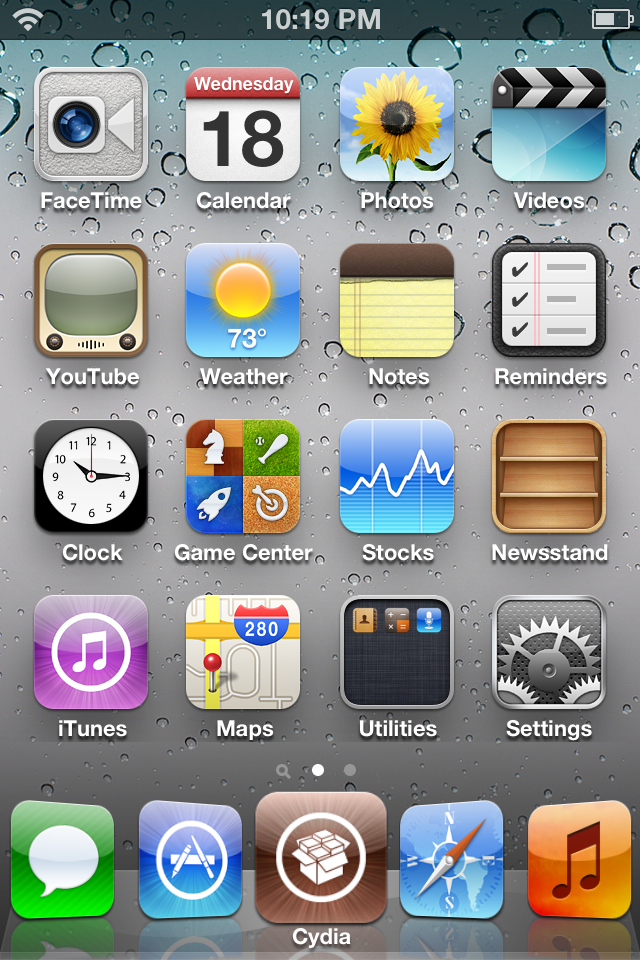 10:19 PM
Wednesday
18
FaceTime Calendar Photos Videos
73°
YouTube Weather Notes Reminders
12
11 1
10 2
9 3
8 4
7 5
6
Clock Game Center Stocks Newsstand
280
iTunes Maps Utilities Settings
Cydia